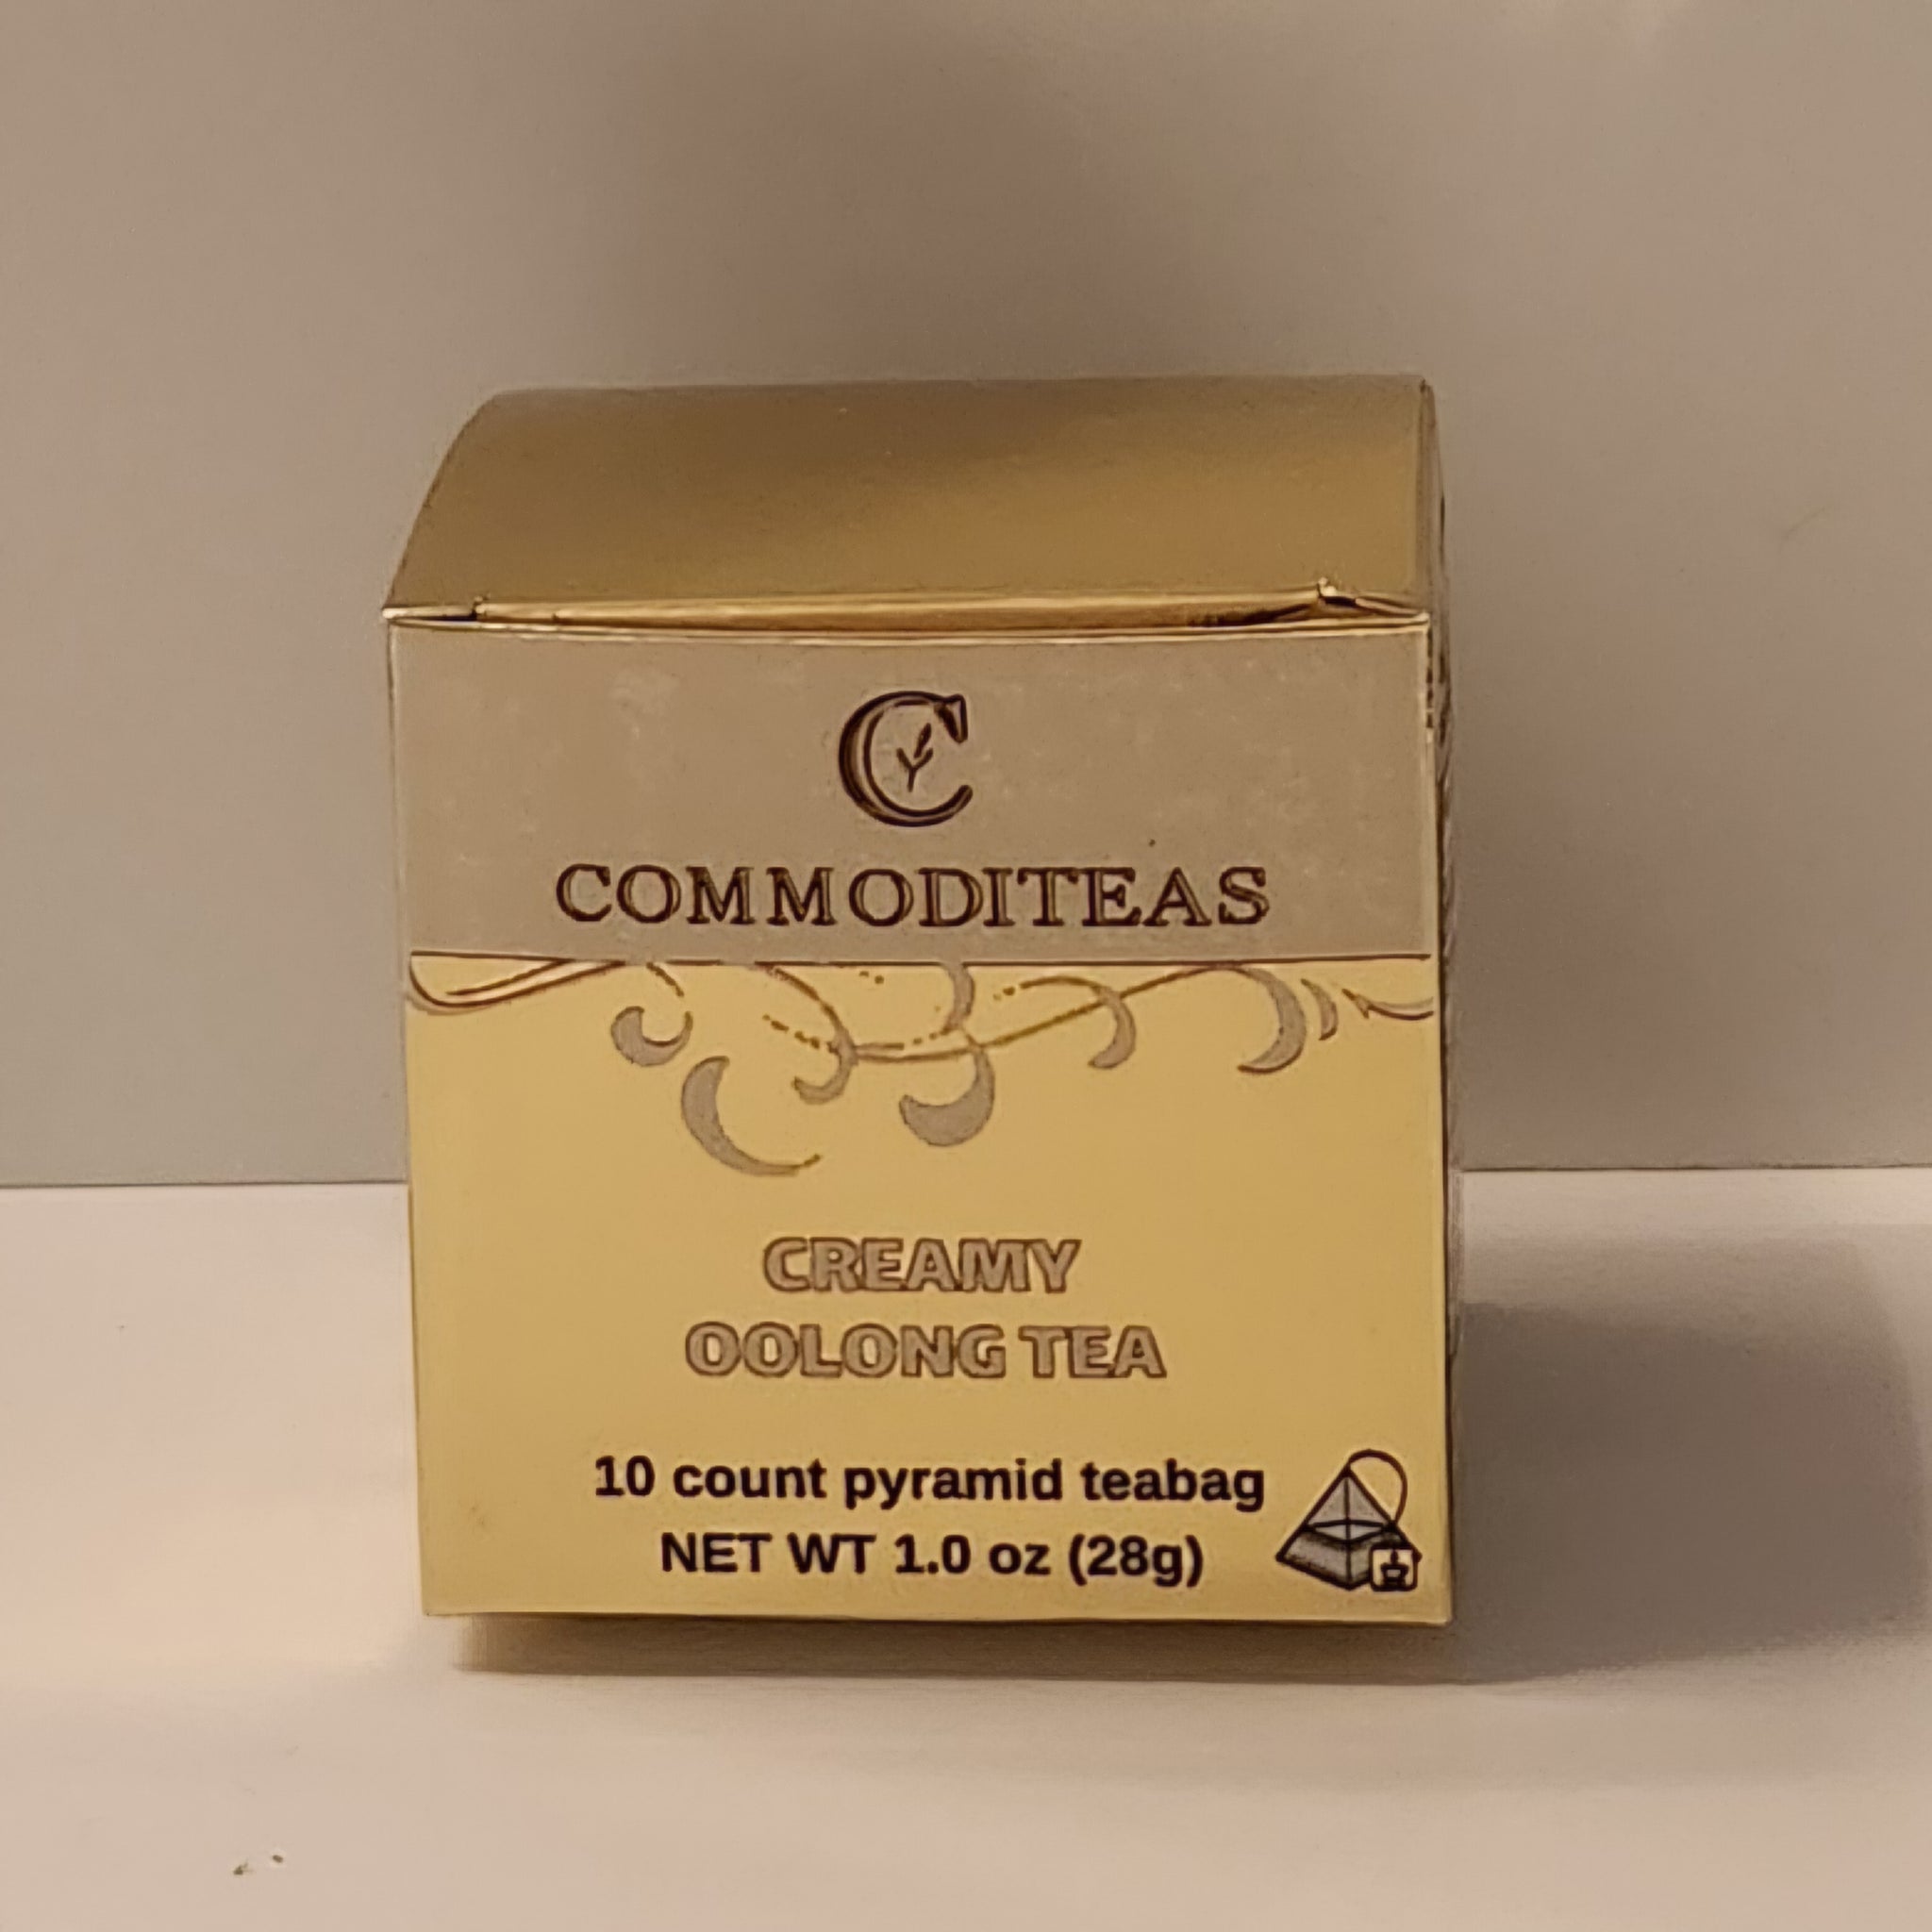 C
COMMODITEAS
CREAMY
OOLONG TEA
10 count pyramid teabag
NET WT 1.0 oz (28g)